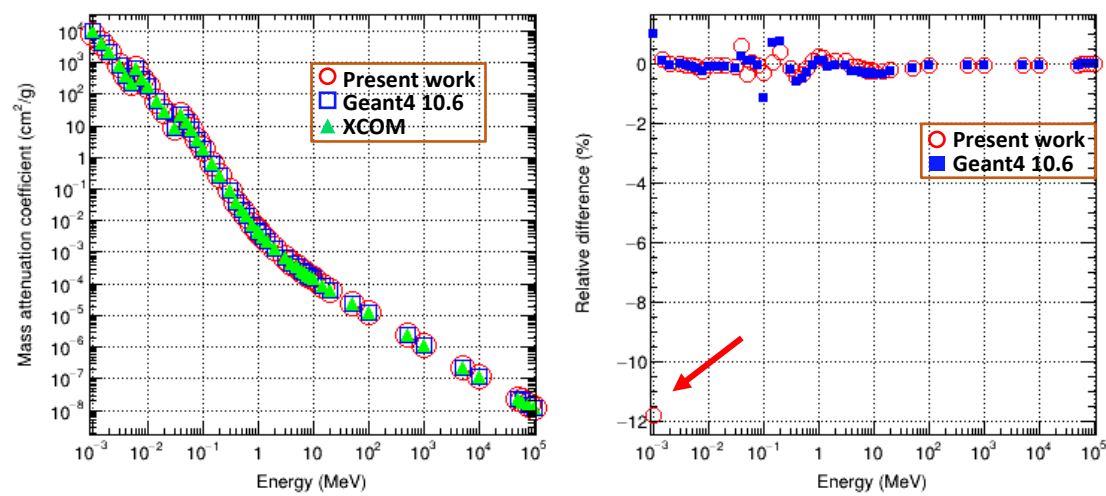 Mass attenuation coefficient (cm²/g)
10⁴
10³
10²
10
1
10⁻¹
10⁻²
10⁻³
10⁻⁴
10⁻⁵
10⁻⁶
10⁻⁷
10⁻⁸
Present work
Geant4 10.6
XCOM
10⁻³ 10⁻² 10⁻¹ 1 10 10² 10³ 10⁴ 10⁵
Energy (MeV)
Relative difference (%)
0
−2
−4
−6
−8
−10
−12
Present work
Geant4 10.6
10⁻³ 10⁻² 10⁻¹ 1 10 10² 10³ 10⁴ 10⁵
Energy (MeV)